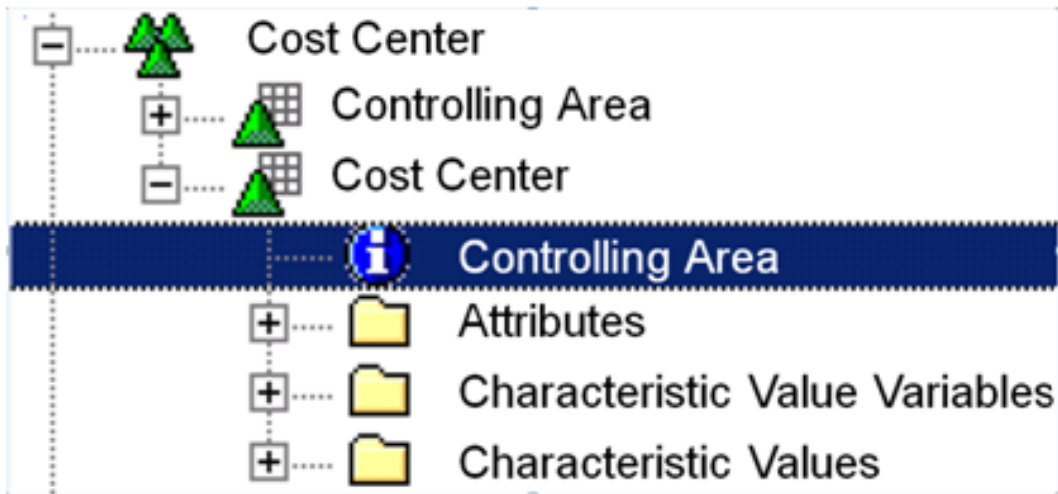 Cost Center
Controlling Area
Cost Center
Controlling Area
Attributes
Characteristic Value Variables
Characteristic Values